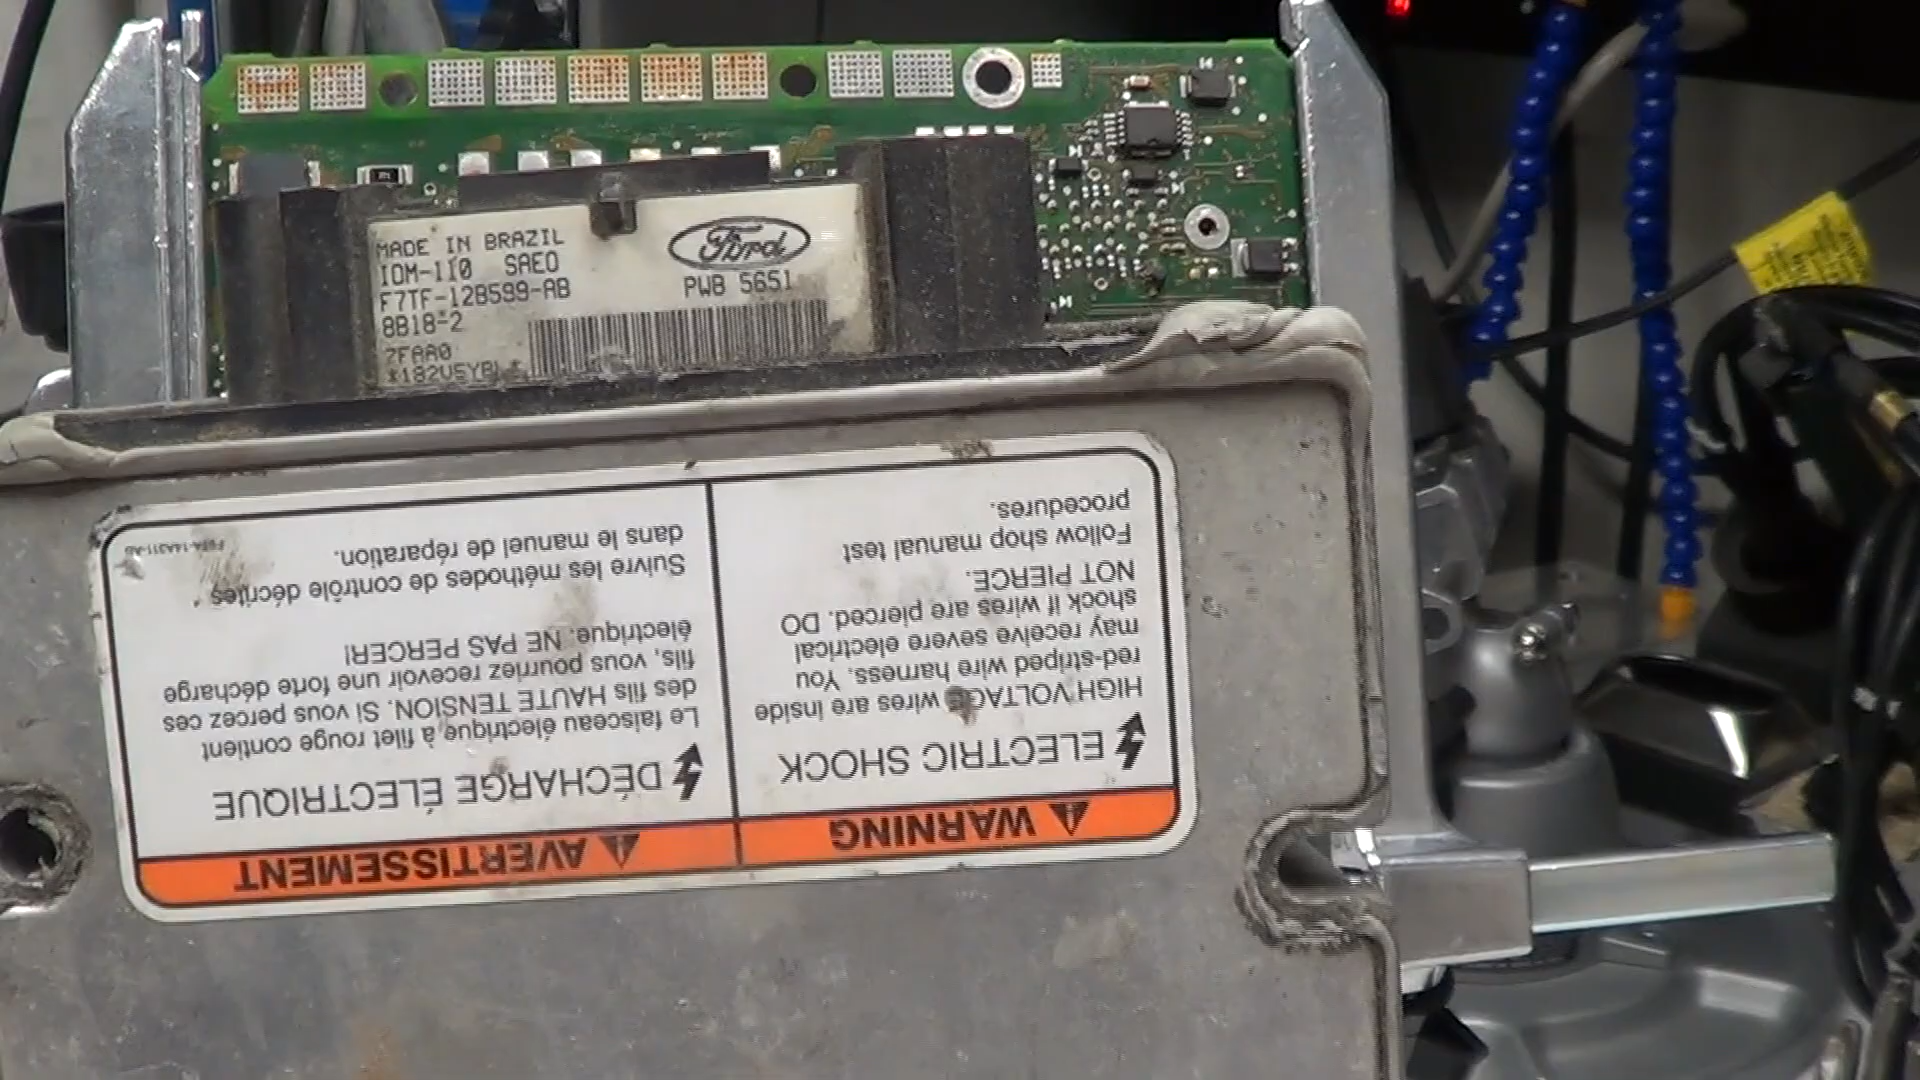 MADE IN BRAZIL
IDM-110 SAEO
F7TF-12B599-AB
8B18-2
7FAA0
Ford
PWB 5651
WARNING
ELECTRIC SHOCK
HIGH VOLTAGE wires are inside
red-striped wire harness. You
may receive severe electrical
shock if wires are pierced. DO
NOT PIERCE.
Follow shop manual test
procedures.
AVERTISSEMENT
DÉCHARGE ÉLECTRIQUE
Le faisceau électrique à filet rouge contient
des fils HAUTE TENSION. Si vous percez ces
fils, vous pourriez recevoir une forte décharge
électrique. NE PAS PERCER!
Suivre les méthodes de contrôle décrites
dans le manuel de réparation.